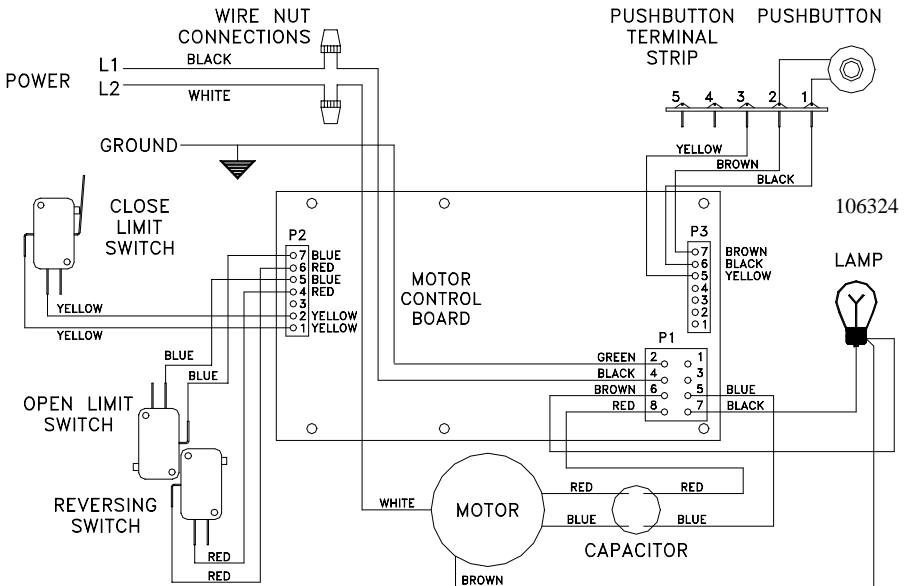 WIRE NUT
CONNECTIONS
PUSHBUTTON
TERMINAL
STRIP
PUSHBUTTON
POWER
L1
BLACK
L2
WHITE
5 4 3 2 1
GROUND
YELLOW
BROWN
BLACK
106324
CLOSE
LIMIT
SWITCH
P2
7 BLUE
6 RED
5 BLUE
4 RED
3
2 YELLOW
1 YELLOW
YELLOW
YELLOW
MOTOR
CONTROL
BOARD
P3
7 BROWN
6 BLACK
5 YELLOW
4
3
2
1
LAMP
P1
GREEN 2 1
BLACK 4 3
BROWN 6 5 BLUE
RED 8 7 BLACK
BLUE
BLUE
OPEN LIMIT
SWITCH
REVERSING
SWITCH
RED
RED
WHITE
MOTOR
RED
RED
BLUE
BLUE
CAPACITOR
BROWN